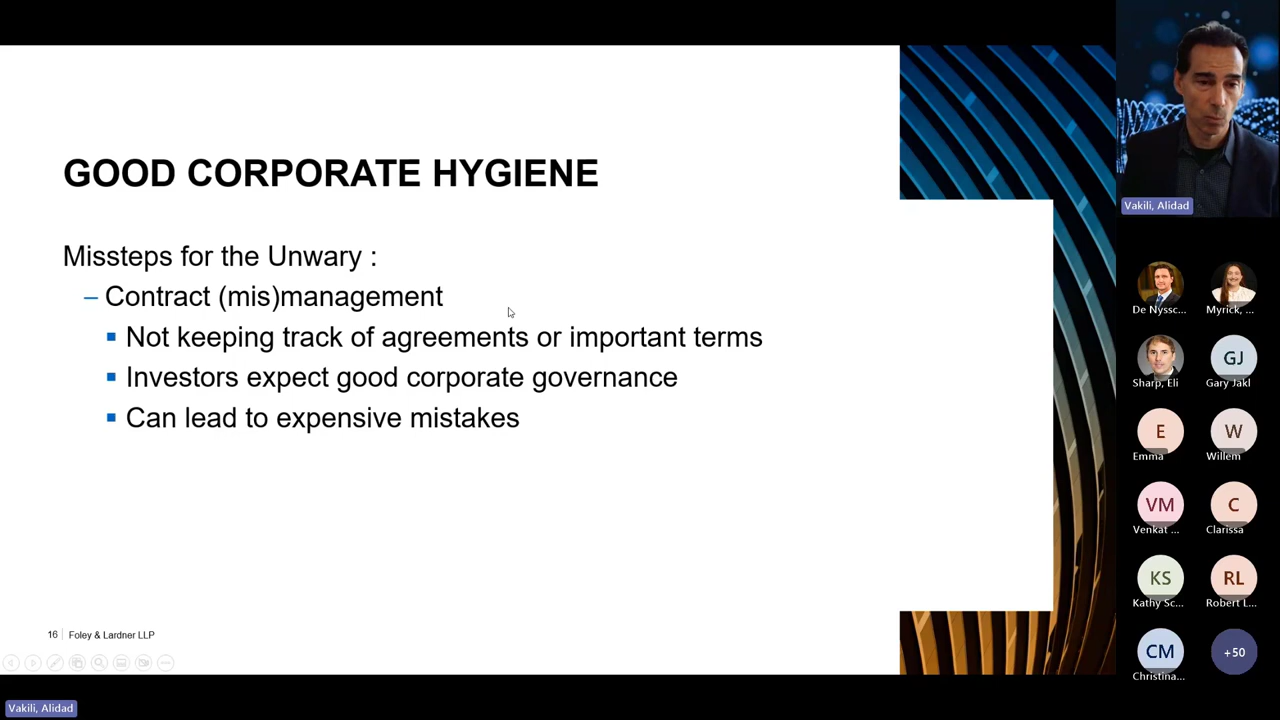 GOOD CORPORATE HYGIENE
Missteps for the Unwary :
– Contract (mis)management
▪ Not keeping track of agreements or important terms
▪ Investors expect good corporate governance
▪ Can lead to expensive mistakes
16 Foley & Lardner LLP
Vakili, Alidad
Vakili, Alidad
De Nyssc...
Myrick, ...
Sharp, Eli
GJ
Gary Jakl
E
Emma
W
Willem
VM
Venkat ...
C
Clarissa
KS
Kathy Sc...
RL
Robert L...
CM
Christina...
+50